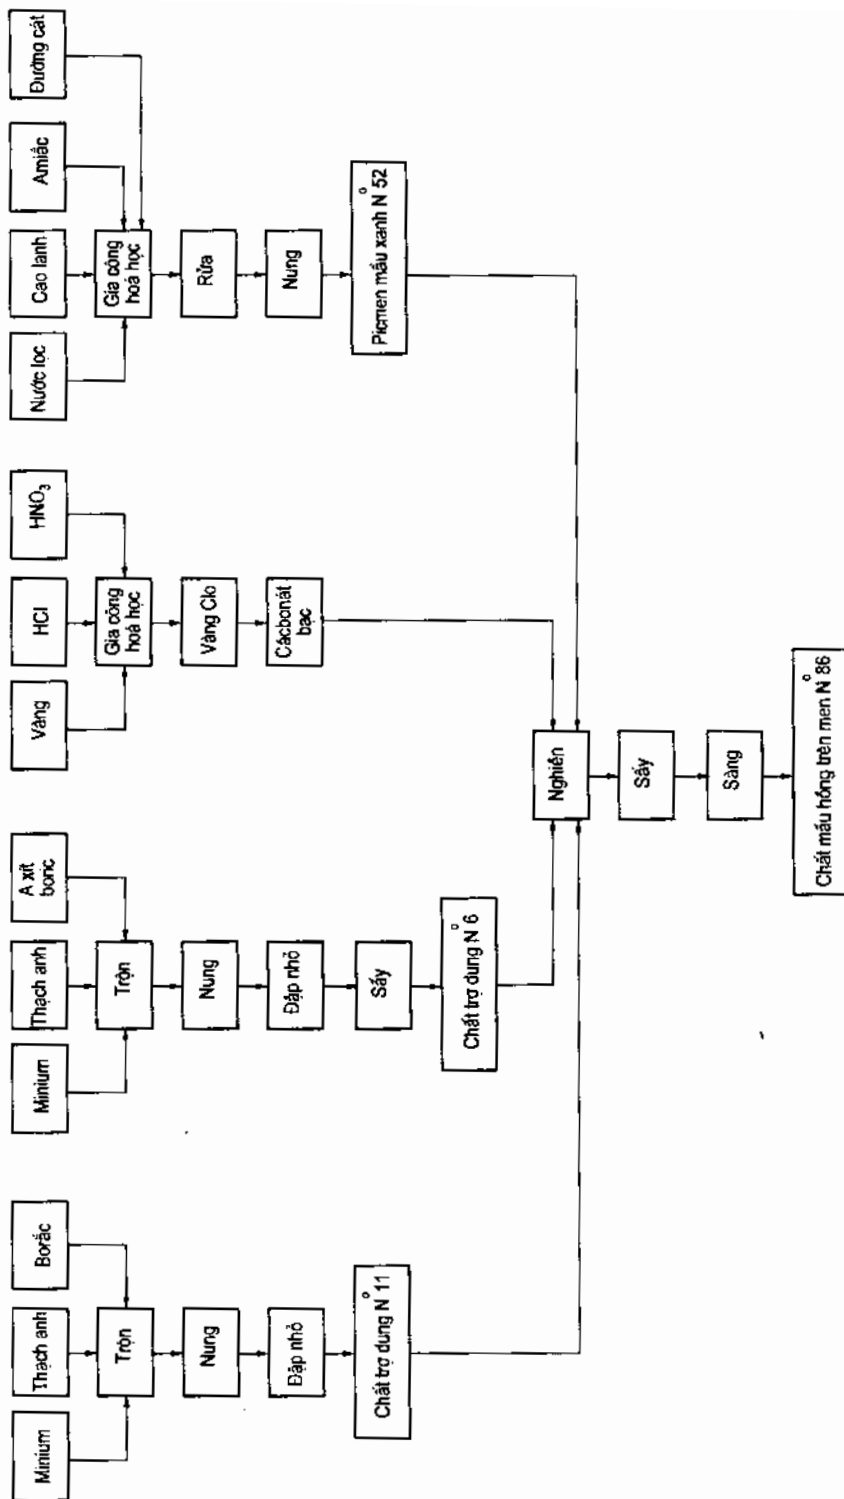 Minium
Thạch anh
Borắc
Trộn
Nung
Đập nhỏ
Chất trợ dung N° 11
Minium
Thạch anh
A xít
boric
Trộn
Nung
Đập nhỏ
Sấy
Chất trợ dung N° 6
Vàng
HCl
HNO₃
Gia công
hoá học
Vàng Clo
Cácbonát
bạc
Nước lọc
Cao lanh
Amiắc
Đường cát
Gia công
hoá học
Rửa
Nung
Picmen mầu xanh N° 52
Nghiền
Sấy
Sàng
Chất mầu hồng trên men N° 86